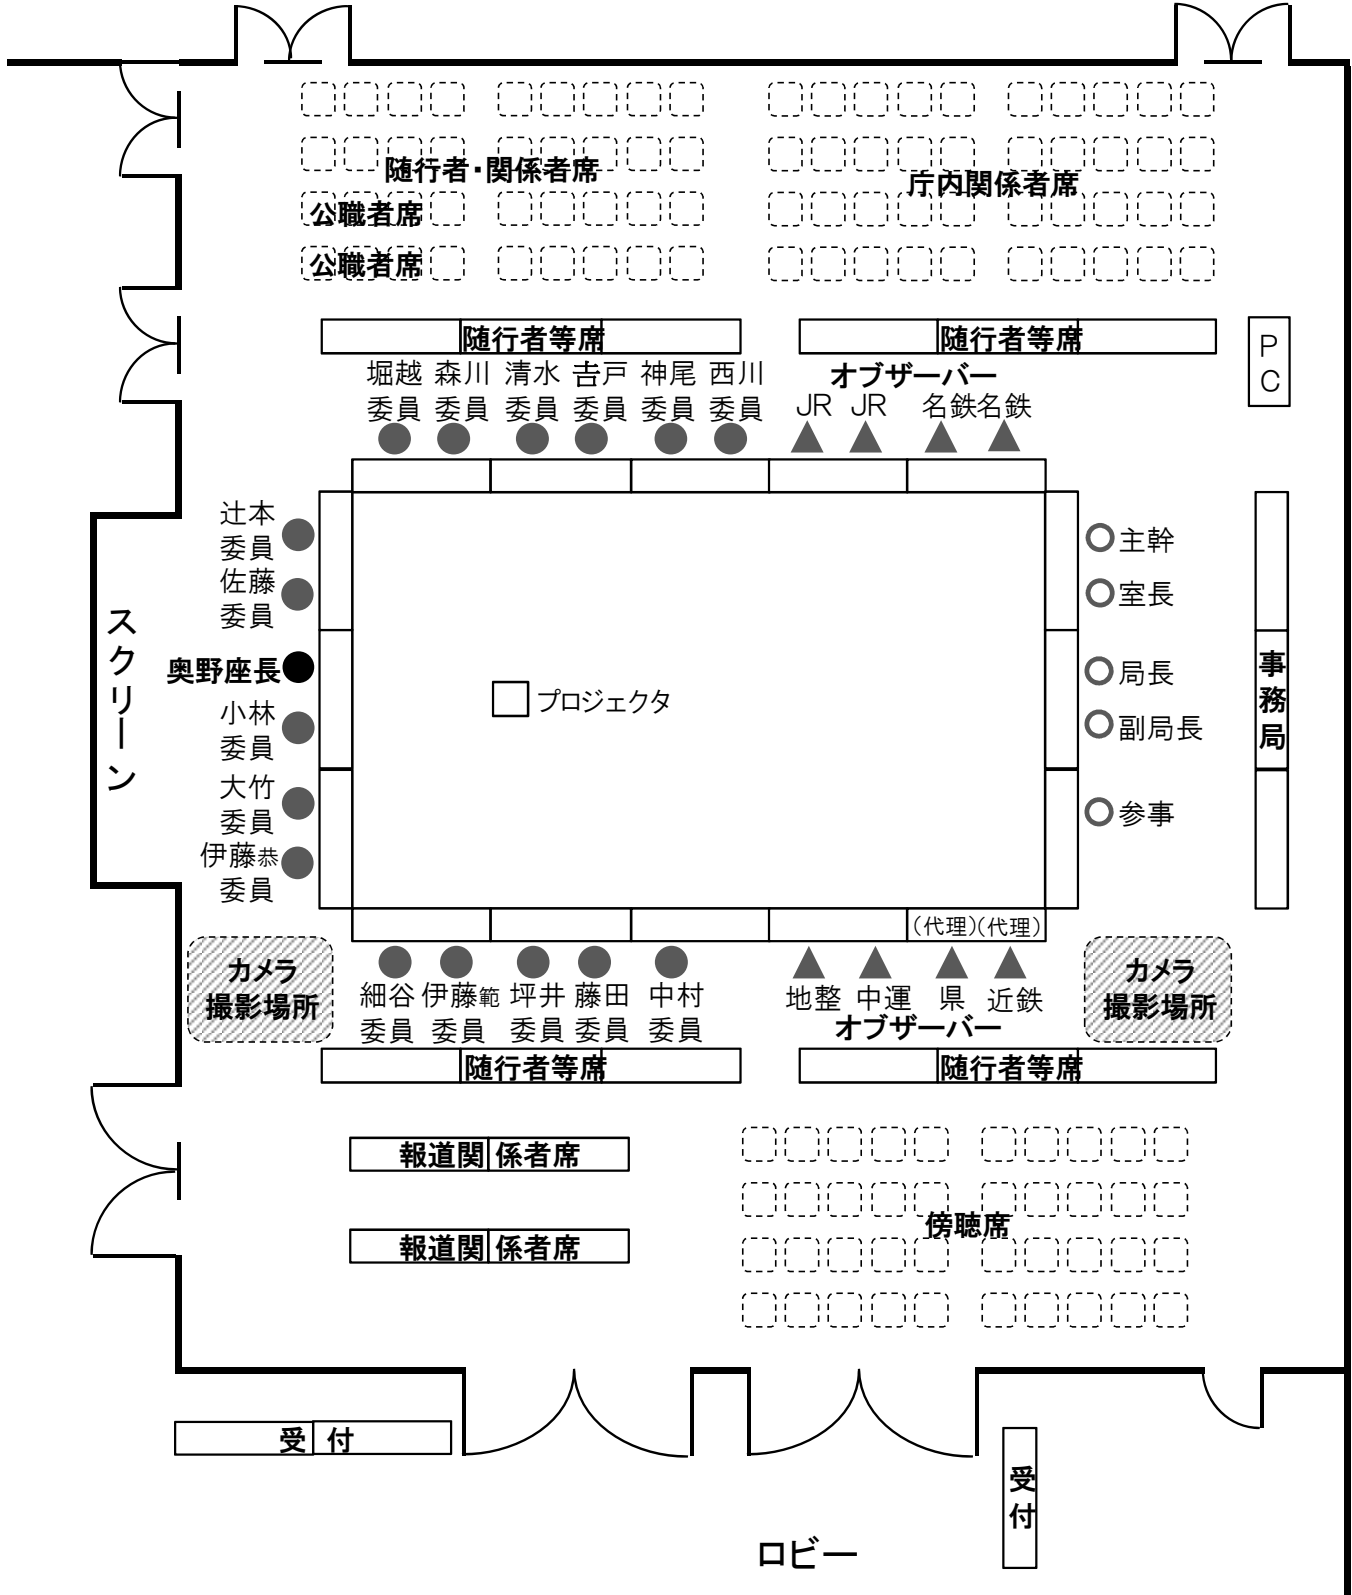 随行者・関係者席
庁内関係者席
公職者席
公職者席
随行者等席
随行者等席
PC
堀越
委員
森川
委員
清水
委員
𠮷戸
委員
神尾
委員
西川
委員
オブザーバー
JR
JR
名鉄
名鉄
辻本
委員
佐藤
委員
奥野座長
小林
委員
大竹
委員
伊藤恭
委員
スクリーン
プロジェクタ
主幹
室長
局長
副局長
参事
事務局
(代理)
(代理)
カメラ
撮影場所
細谷
委員
伊藤範
委員
坪井
委員
藤田
委員
中村
委員
地整
中運
県
近鉄
オブザーバー
カメラ
撮影場所
随行者等席
随行者等席
報道関係者席
報道関係者席
傍聴席
受付
受付
ロビー